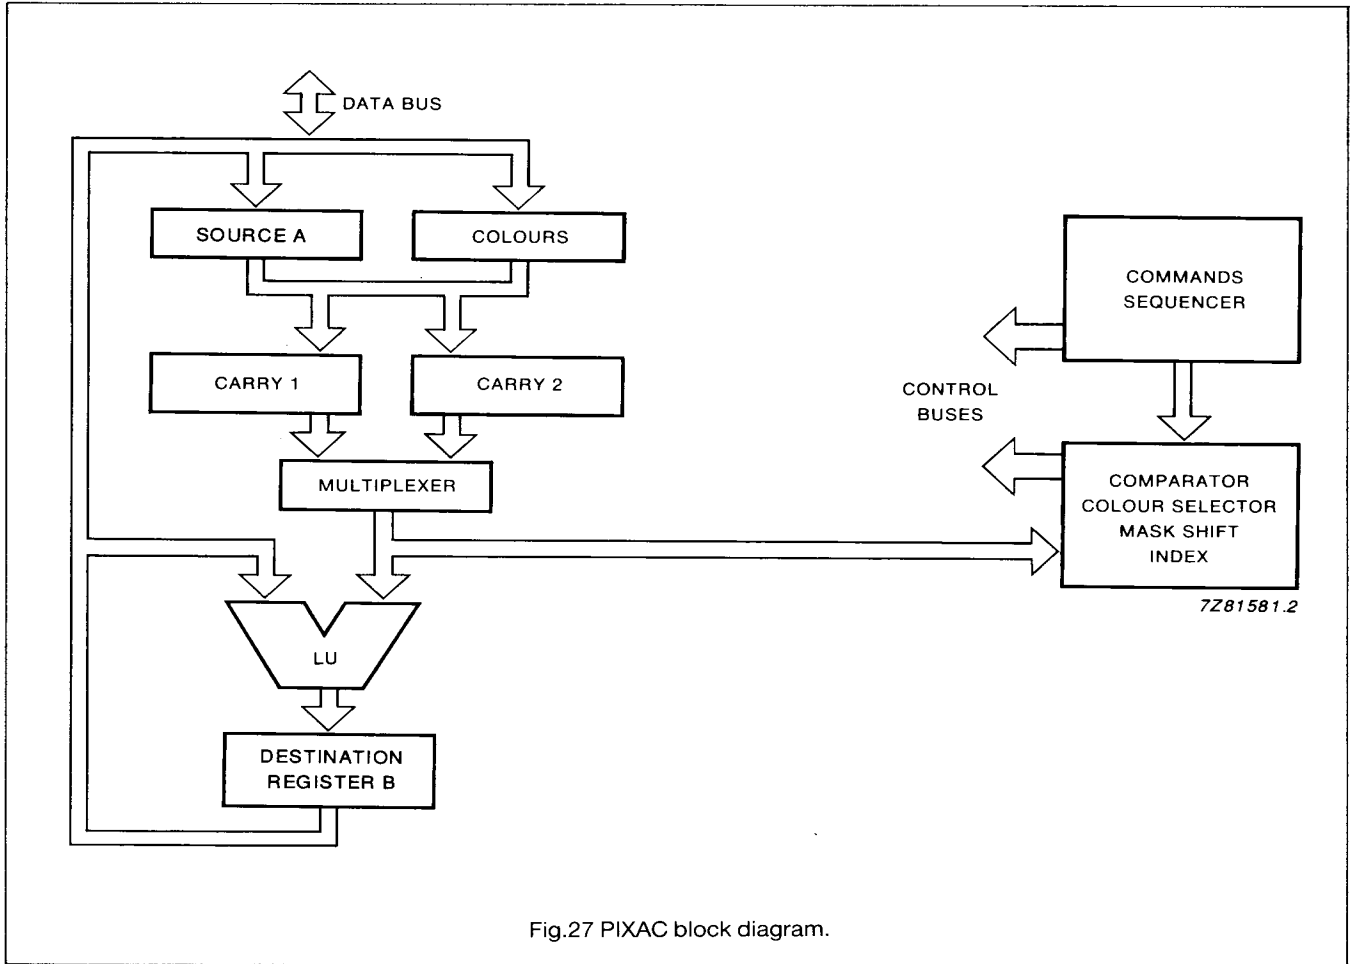 DATA BUS
SOURCE A
COLOURS
CARRY 1
CARRY 2
MULTIPLEXER
LU
DESTINATION
REGISTER B
COMMANDS
SEQUENCER
CONTROL
BUSES
COMPARATOR
COLOUR SELECTOR
MASK SHIFT
INDEX
7Z81581.2
Fig.27 PIXAC block diagram.